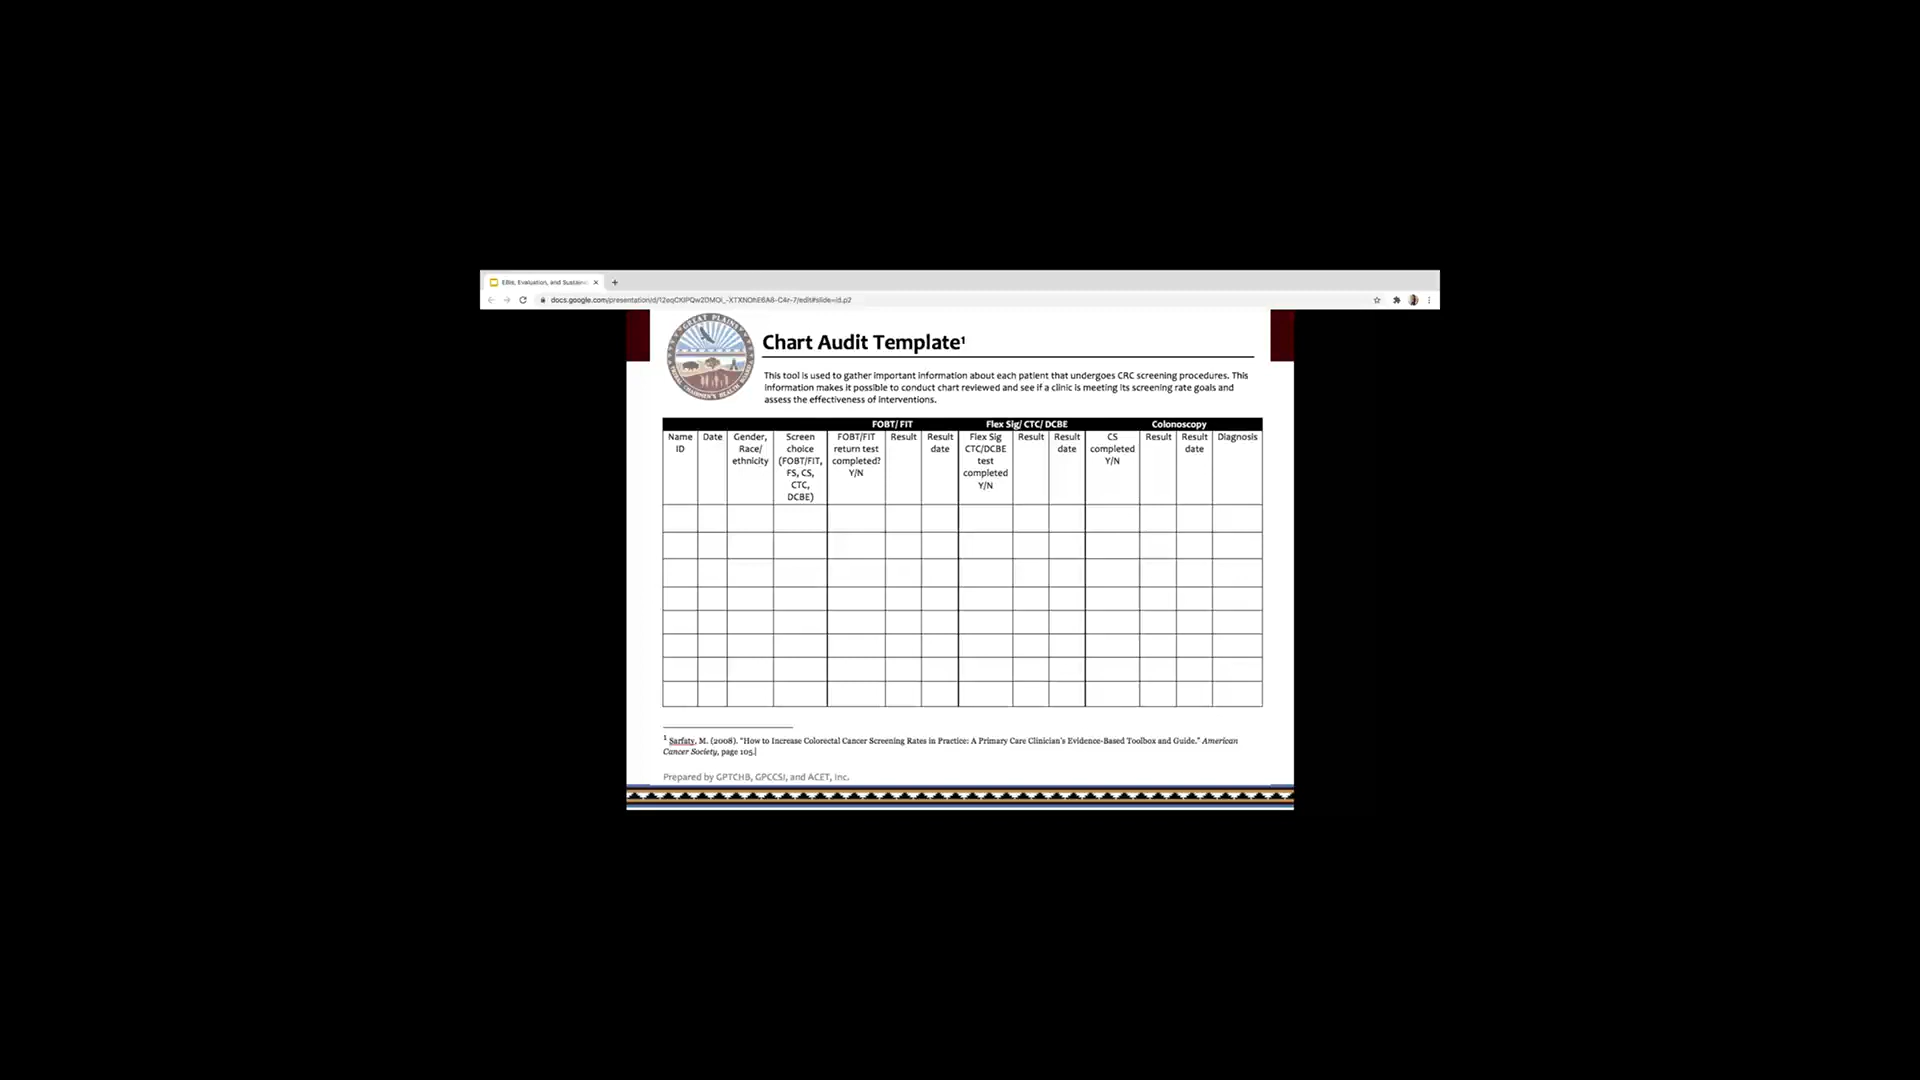 EBIs, Evaluation, and Sustain
Chart Audit Template¹
This tool is used to gather important information about each patient that undergoes CRC screening procedures. This
information makes it possible to conduct chart reviewed and see if a clinic is meeting its screening rate goals and
assess the effectiveness of interventions.
FOBT/ FIT Flex Sig/ CTC/ DCBE Colonoscopy
Name Date Gender, Screen FOBT/FIT Result Result Flex Sig Result Result CS Result Result Diagnosis
ID Race/ choice return test date CTC/DCBE date completed date
ethnicity (FOBT/FIT, completed? test Y/N
FS, CS, Y/N completed
CTC, Y/N
DCBE)
¹ Sarfaty, M. (2008). "How to Increase Colorectal Cancer Screening Rates in Practice: A Primary Care Clinician's Evidence-Based Toolbox and Guide." American
Cancer Society, page 105.
Prepared by GPTCHB, GPCCSI, and ACET, Inc.